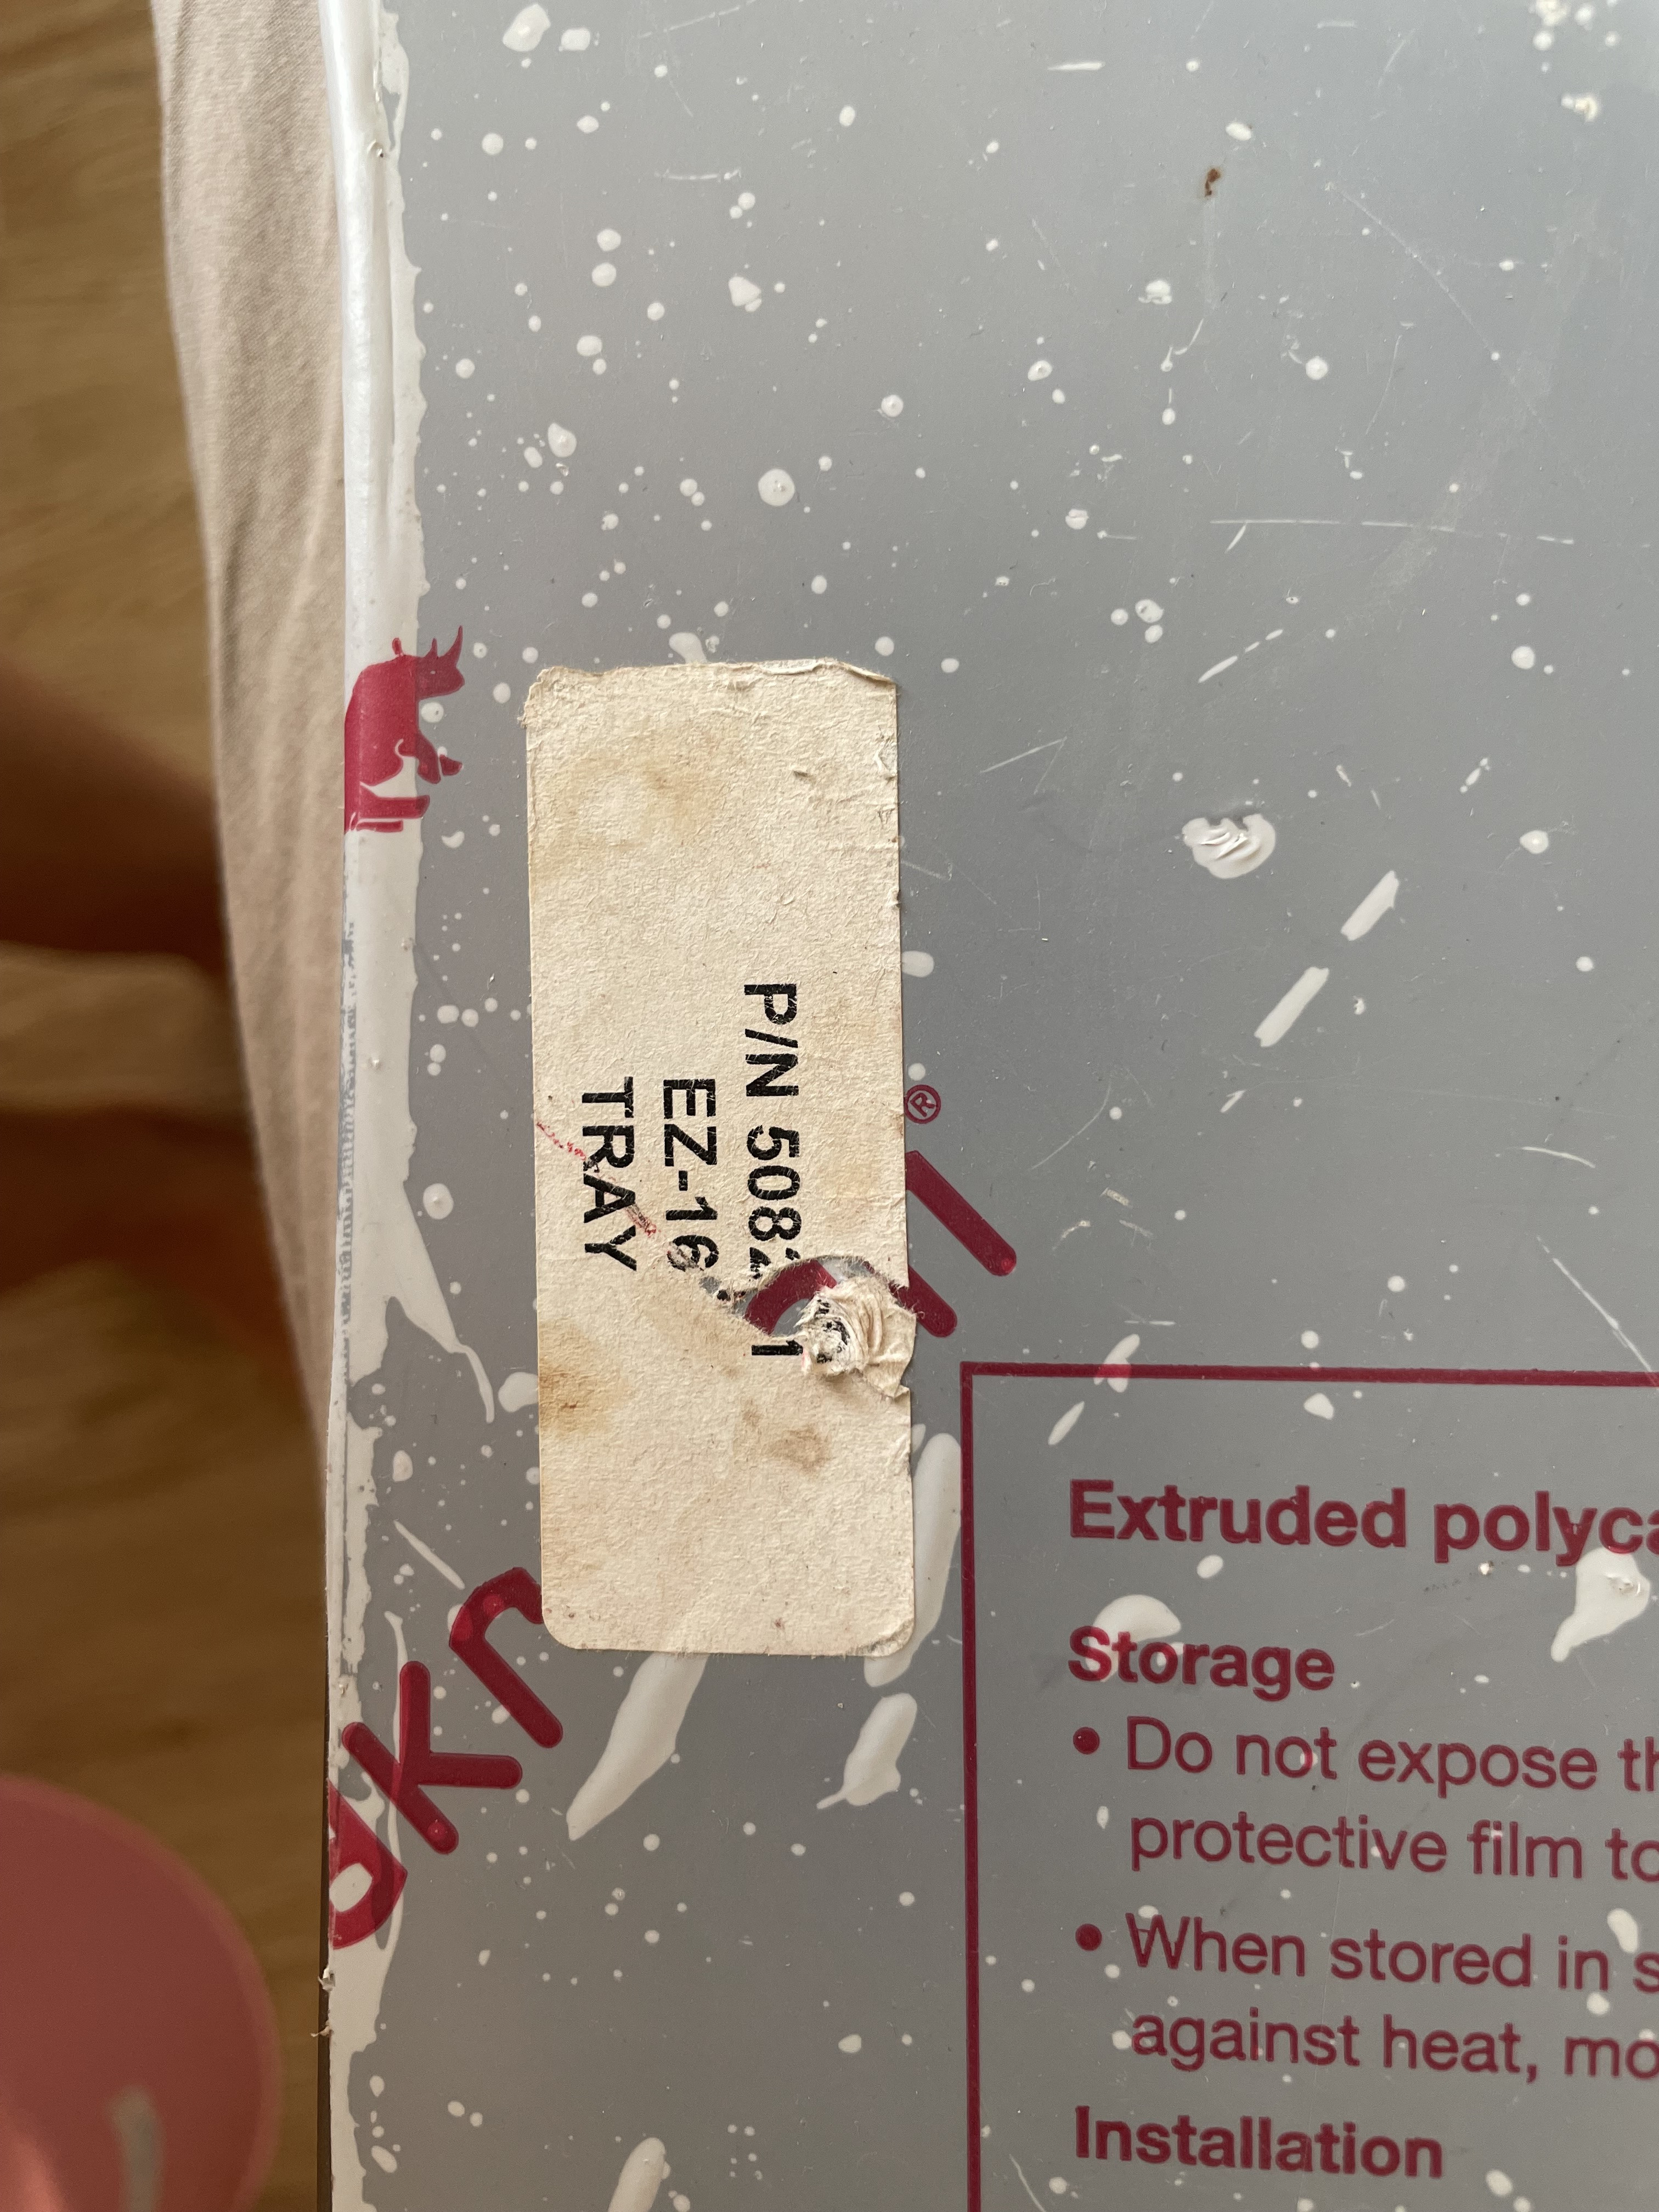 P/N 508
EZ-16
TRAY
®
Extruded polyca
Storage
• Do not expose th
protective film to
• When stored in s
against heat, mo
Installation